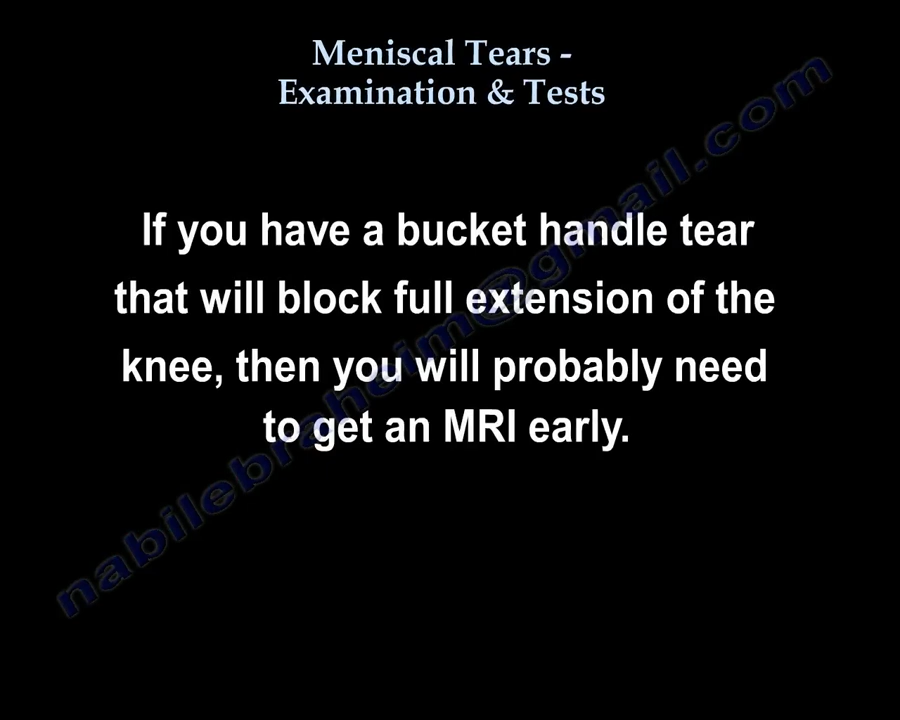 Meniscal Tears -
Examination & Tests
If you have a bucket handle tear
that will block full extension of the
knee, then you will probably need
to get an MRI early.
nabilebraheim@gmail.com